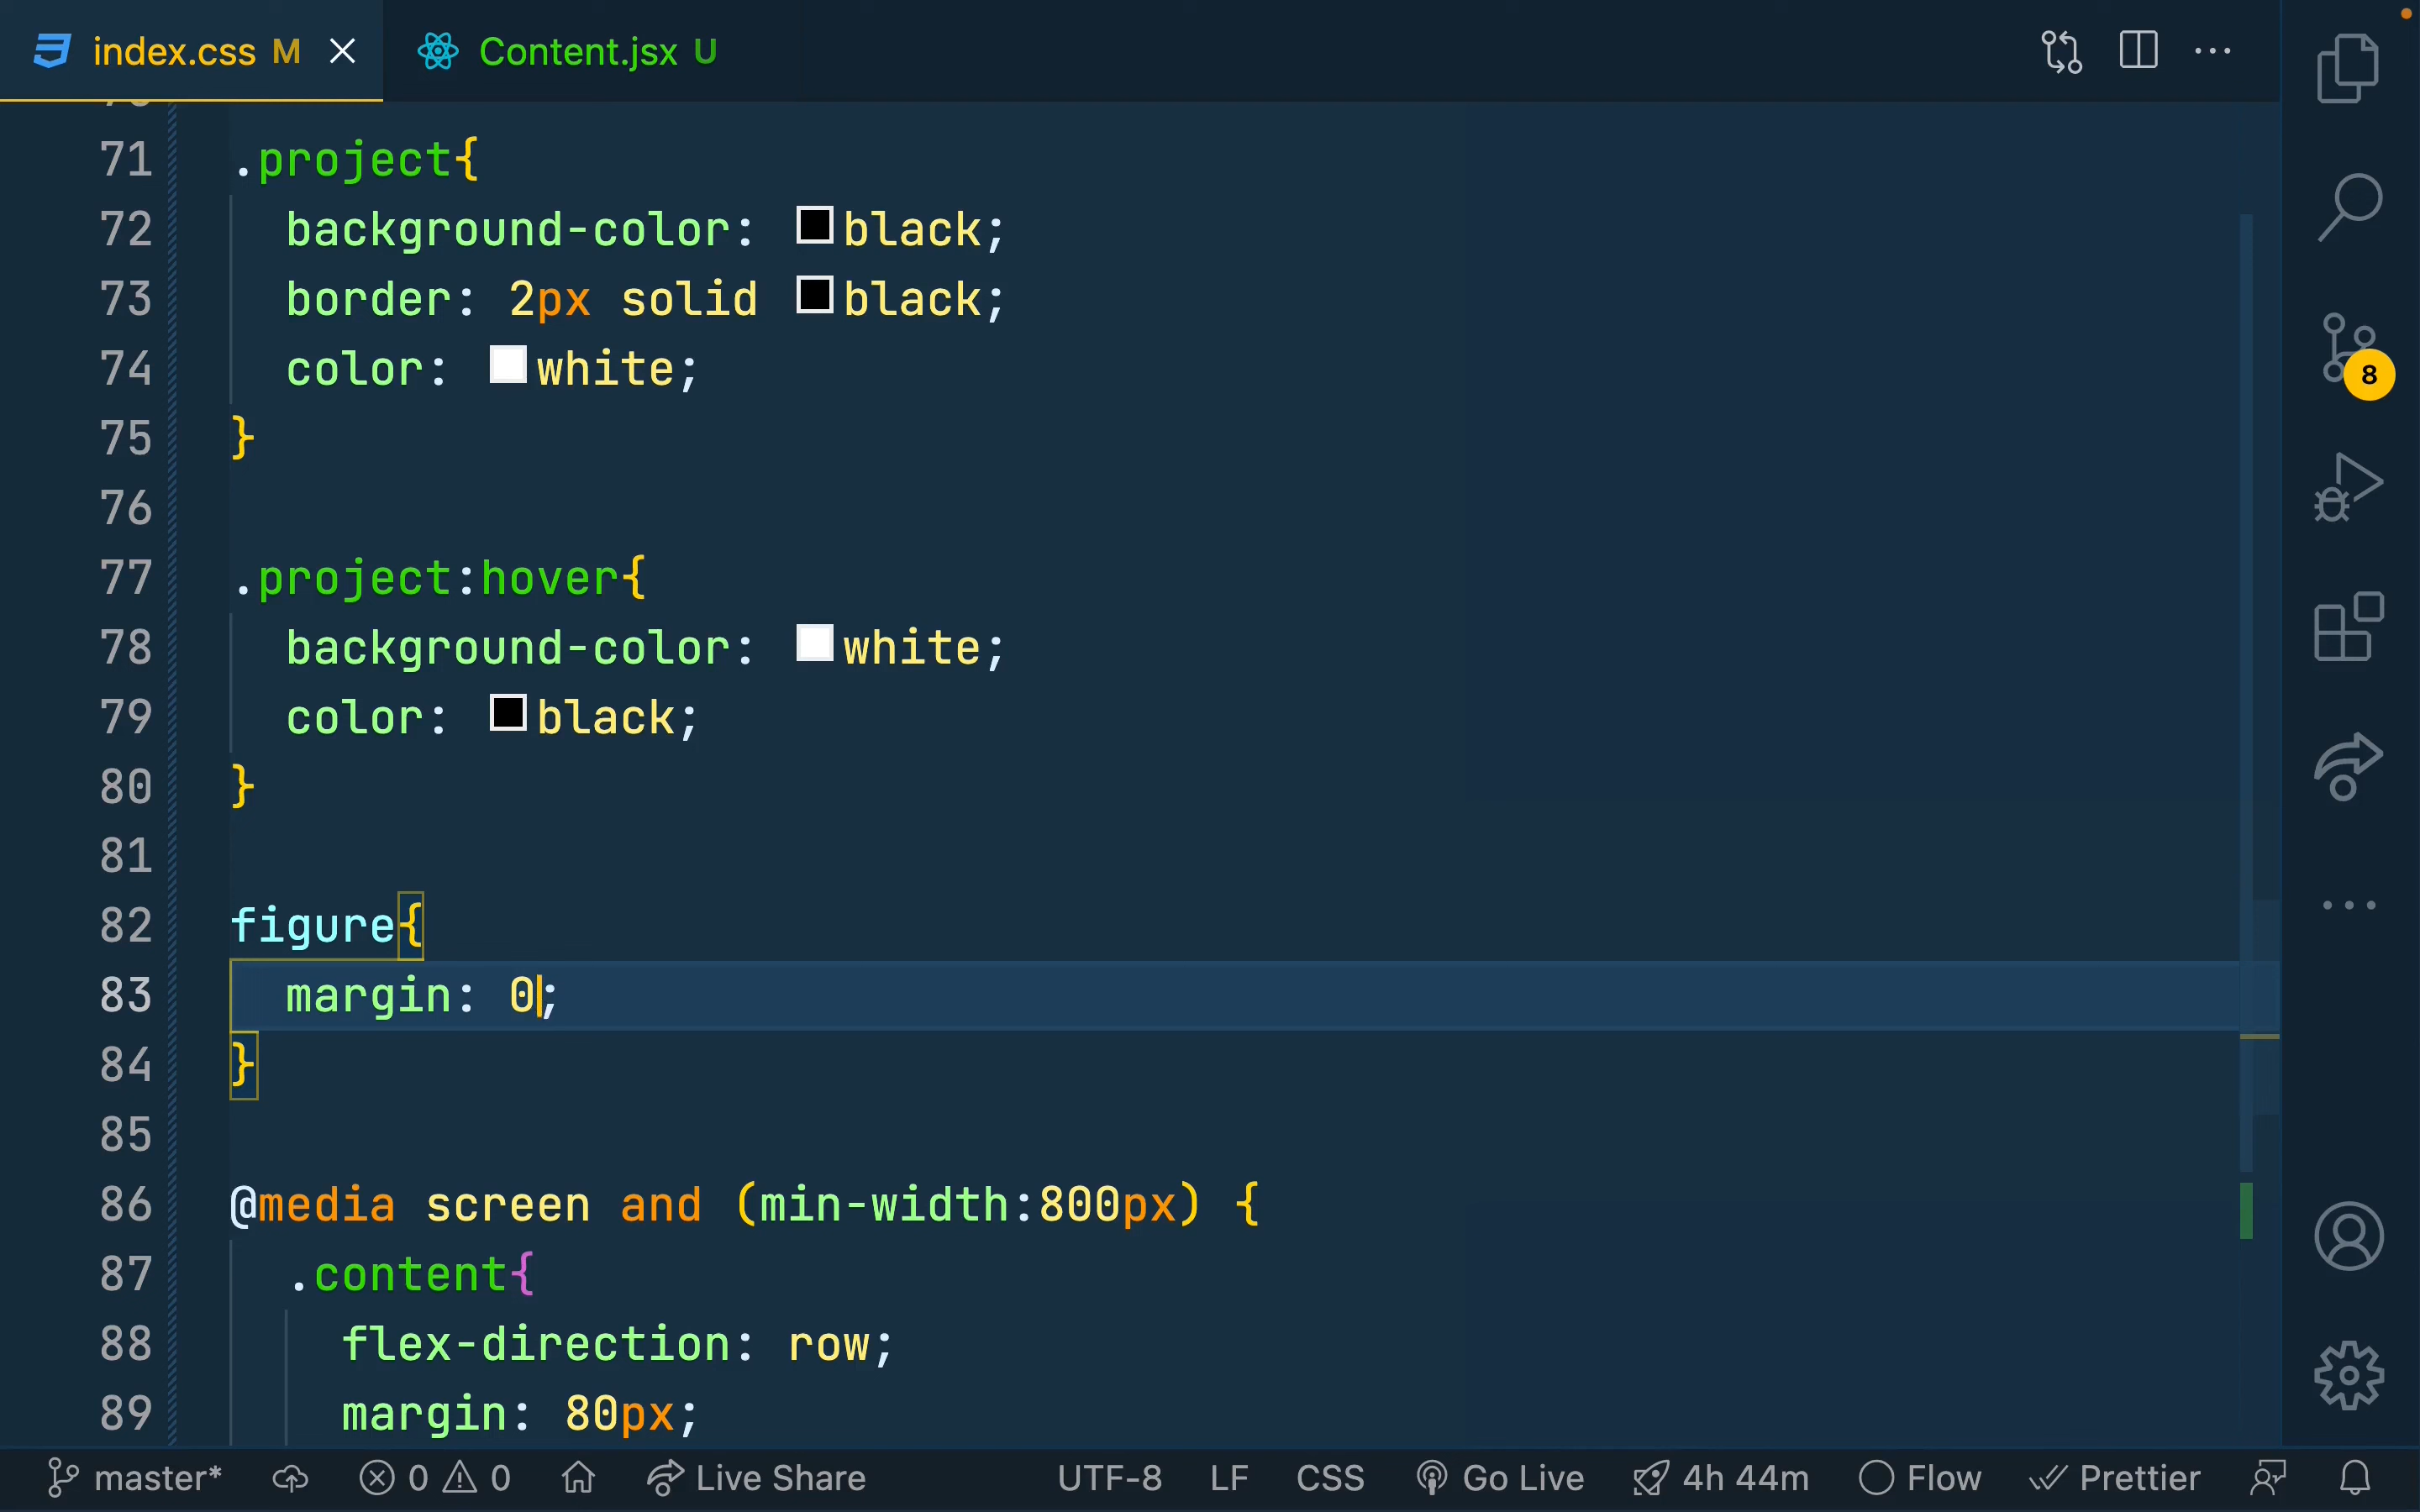 index.css M
Content.jsx U
71 .project{
72 background-color: black;
73 border: 2px solid black;
74 color: white;
75 }
76
77 .project:hover{
78 background-color: white;
79 color: black;
80 }
81
82 figure{
83 margin: 0;
84 }
85
86 @media screen and (min-width:800px) {
87 .content{
88 flex-direction: row;
89 margin: 80px;
8
master* 0 0 Live Share UTF-8 LF CSS Go Live 4h 44m Flow Prettier